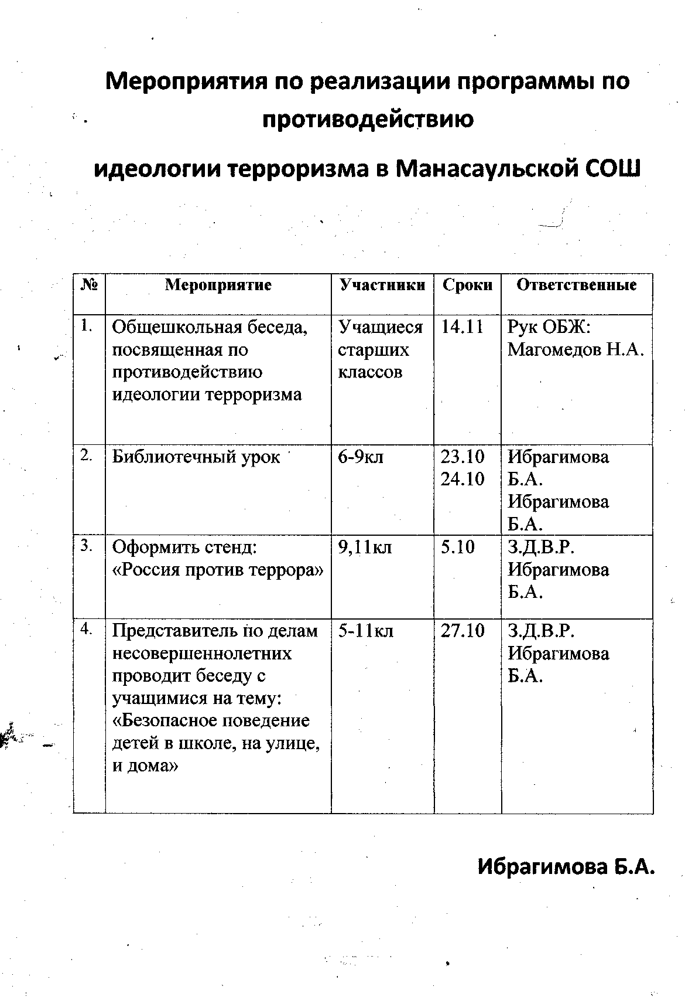 Мероприятия по реализации программы по
противодействию
идеологии терроризма в Манасаульской СОШ
№ Мероприятие Участники Сроки Ответственные
1. Общешкольная беседа, посвященная по противодействию идеологии терроризма Учащиеся старших классов 14.11 Рук ОБЖ: Магомедов Н.А.
2. Библиотечный урок 6-9кл 23.10 24.10 Ибрагимова Б.А. Ибрагимова Б.А.
3. Оформить стенд: «Россия против террора» 9,11кл 5.10 З.Д.В.Р. Ибрагимова Б.А.
4. Представитель по делам несовершеннолетних проводит беседу с учащимися на тему: «Безопасное поведение детей в школе, на улице, и дома» 5-11кл 27.10 З.Д.В.Р. Ибрагимова Б.А.
Ибрагимова Б.А.